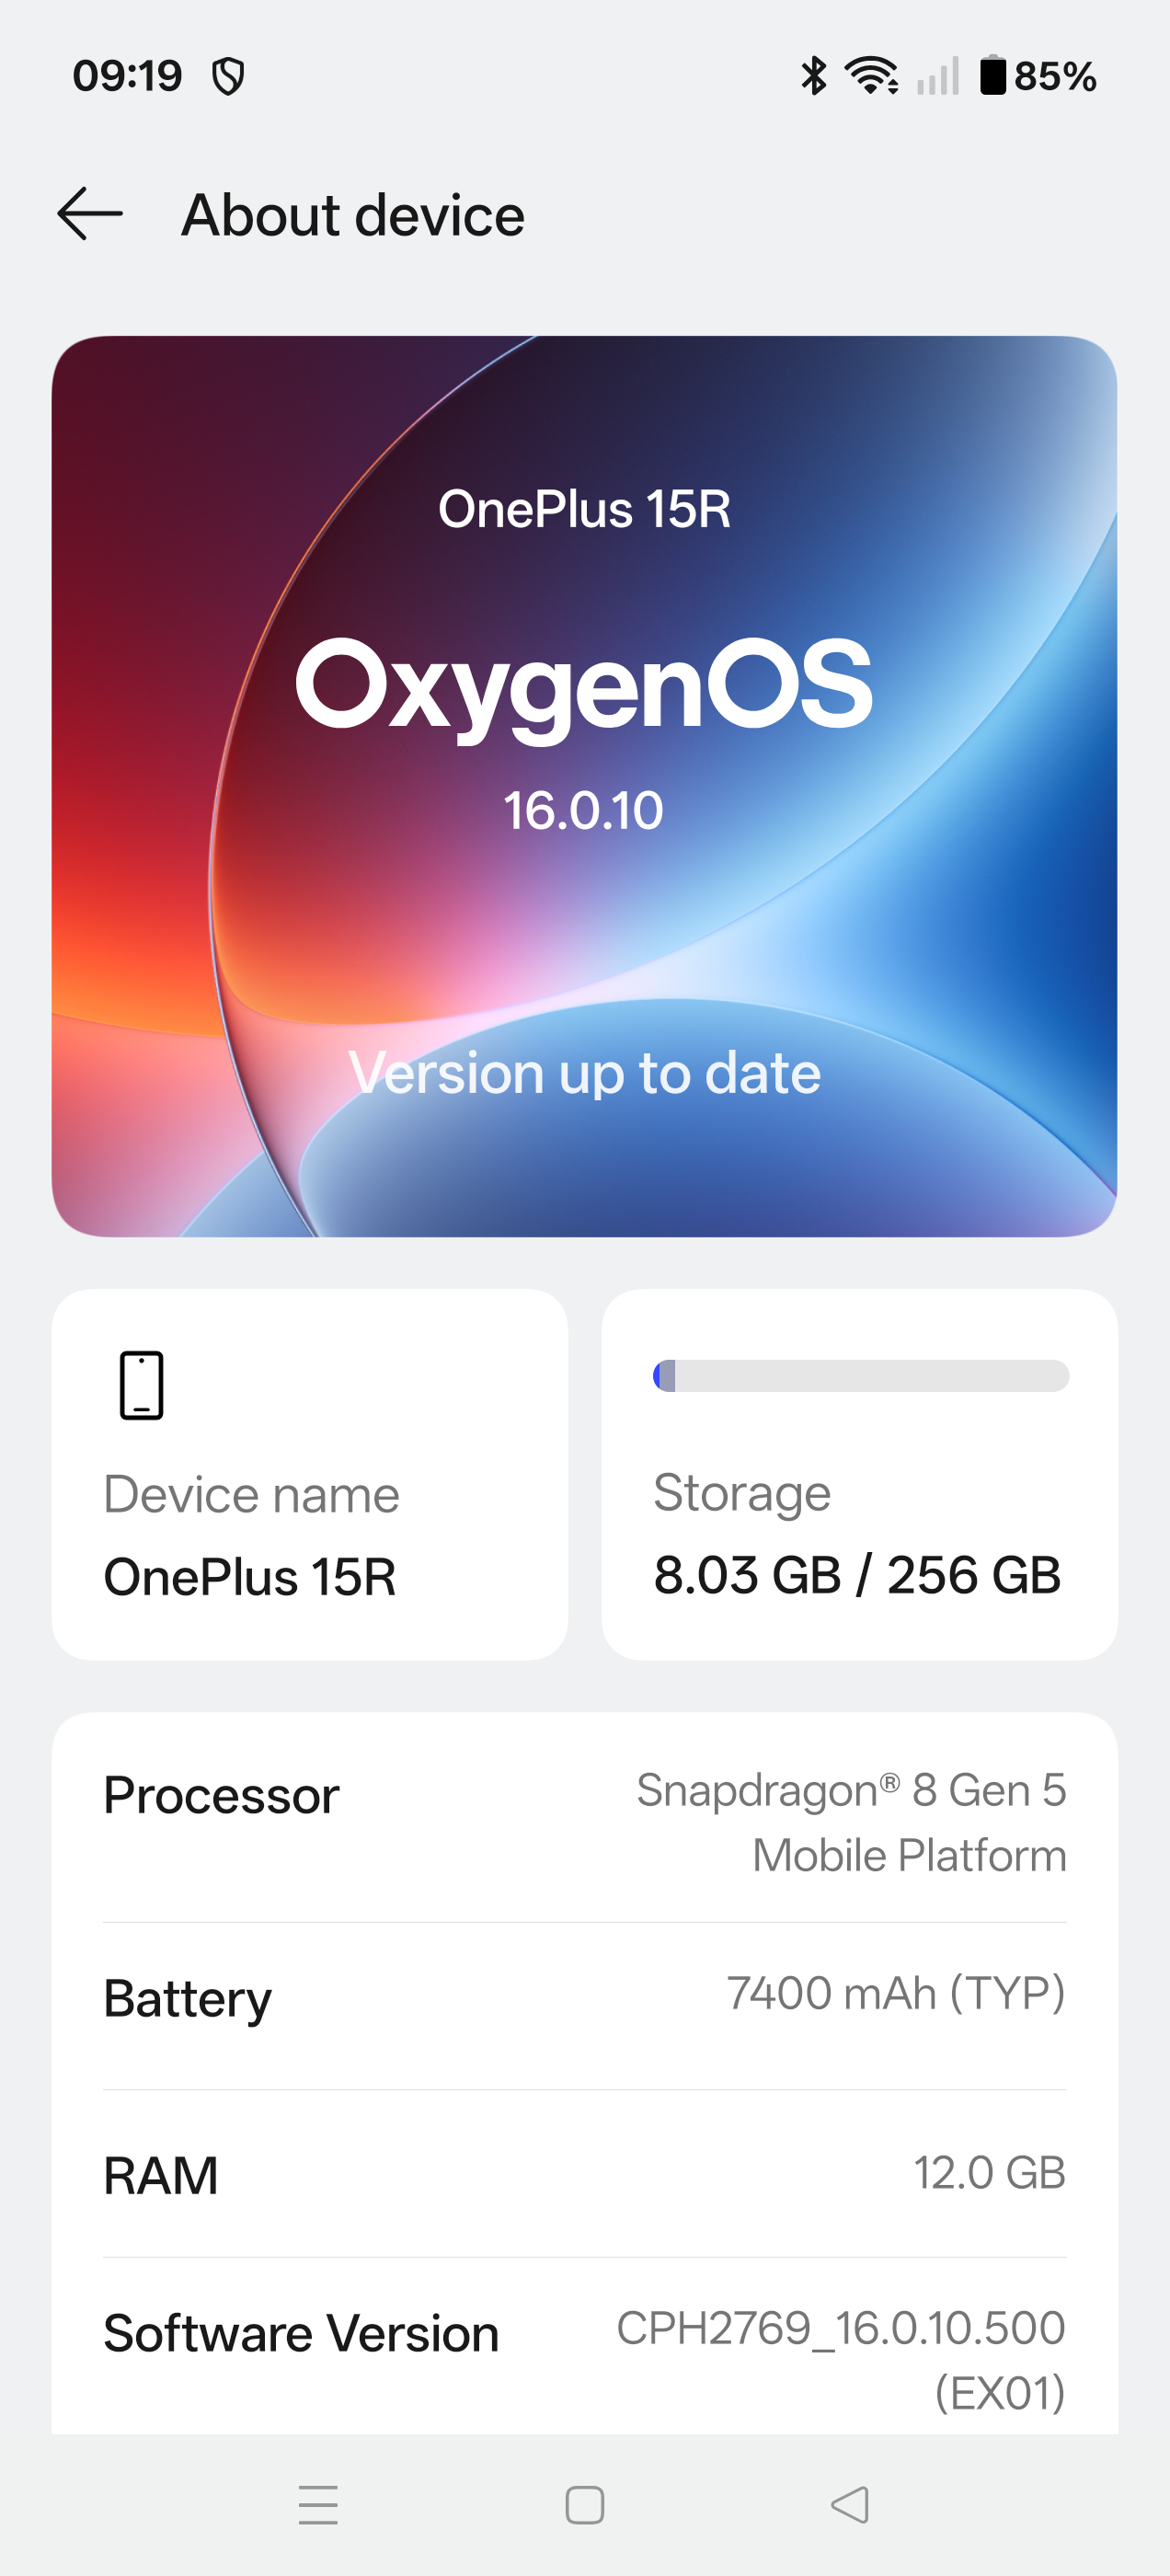 09:19 85%
About device
OnePlus 15R
OxygenOS
16.0.10
Version up to date
Device name
OnePlus 15R
Storage
8.03 GB / 256 GB
Processor
Snapdragon® 8 Gen 5
Mobile Platform
Battery
7400 mAh (TYP)
RAM
12.0 GB
Software Version
CPH2769_16.0.10.500
(EX01)